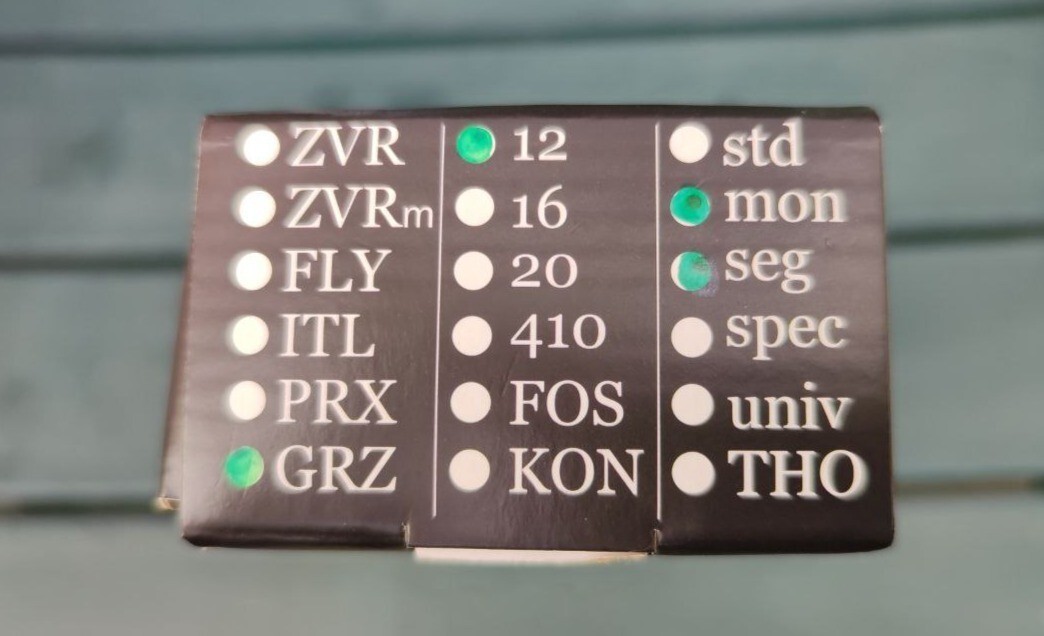 ZVR 12 std
ZVRm 16 mon
FLY 20 seg
ITL 410 spec
PRX FOS univ
GRZ KON THO